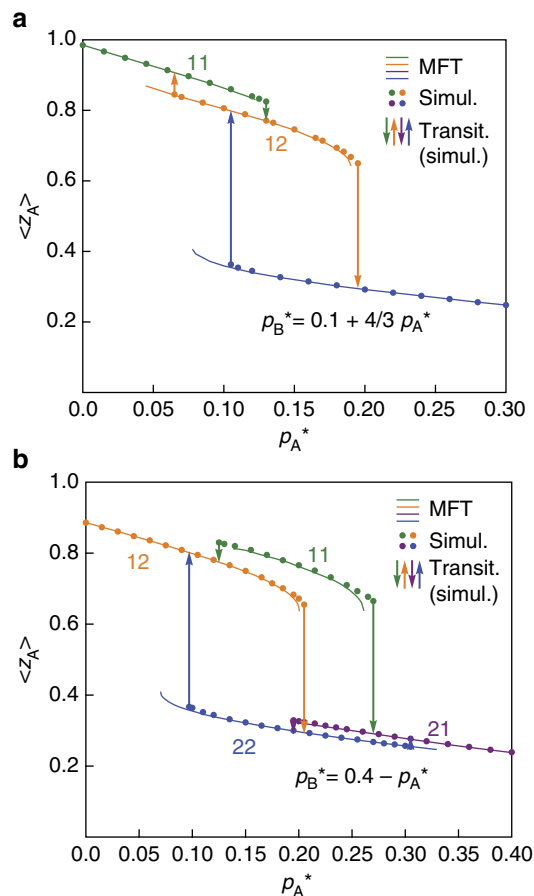 a
1.0
0.8
0.6
0.4
0.2
<z_A>
11
12
MFT
Simul.
Transit.
(simul.)
p_B* = 0.1 + 4/3 p_A*
0.0 0.05 0.10 0.15 0.20 0.25 0.30
p_A*
b
1.0
0.8
0.6
0.4
0.2
<z_A>
12
11
22
21
MFT
Simul.
Transit.
(simul.)
p_B* = 0.4 – p_A*
0.0 0.05 0.10 0.15 0.20 0.25 0.30 0.35 0.40
p_A*